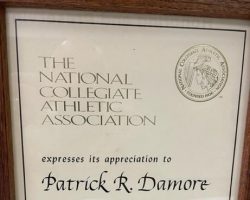 THE
NATIONAL
COLLEGIATE
ATHLETIC
ASSOCIATION
expresses its appreciation to
Patrick R. Damore